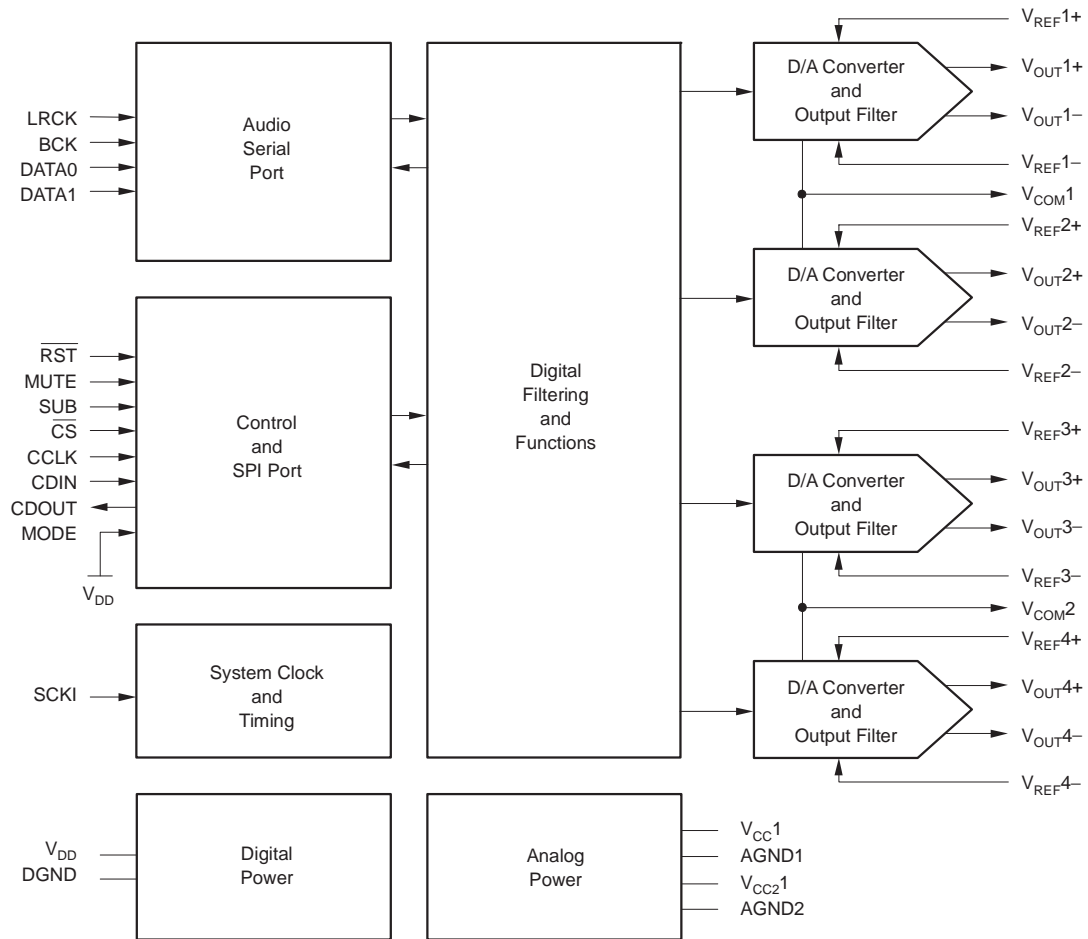 LRCK
BCK
DATA0
DATA1
Audio
Serial
Port
RST
MUTE
SUB
CS
CCLK
CDIN
CDOUT
MODE
VDD
Control
and
SPI Port
SCKI
System Clock
and
Timing
VDD
DGND
Digital
Power
Digital
Filtering
and
Functions
Analog
Power
VCC1
AGND1
VCC21
AGND2
D/A Converter
and
Output Filter
VREF1+
VOUT1+
VOUT1−
VREF1−
VCOM1
D/A Converter
and
Output Filter
VREF2+
VOUT2+
VOUT2−
VREF2−
D/A Converter
and
Output Filter
VREF3+
VOUT3+
VOUT3−
VREF3−
VCOM2
D/A Converter
and
Output Filter
VREF4+
VOUT4+
VOUT4−
VREF4−